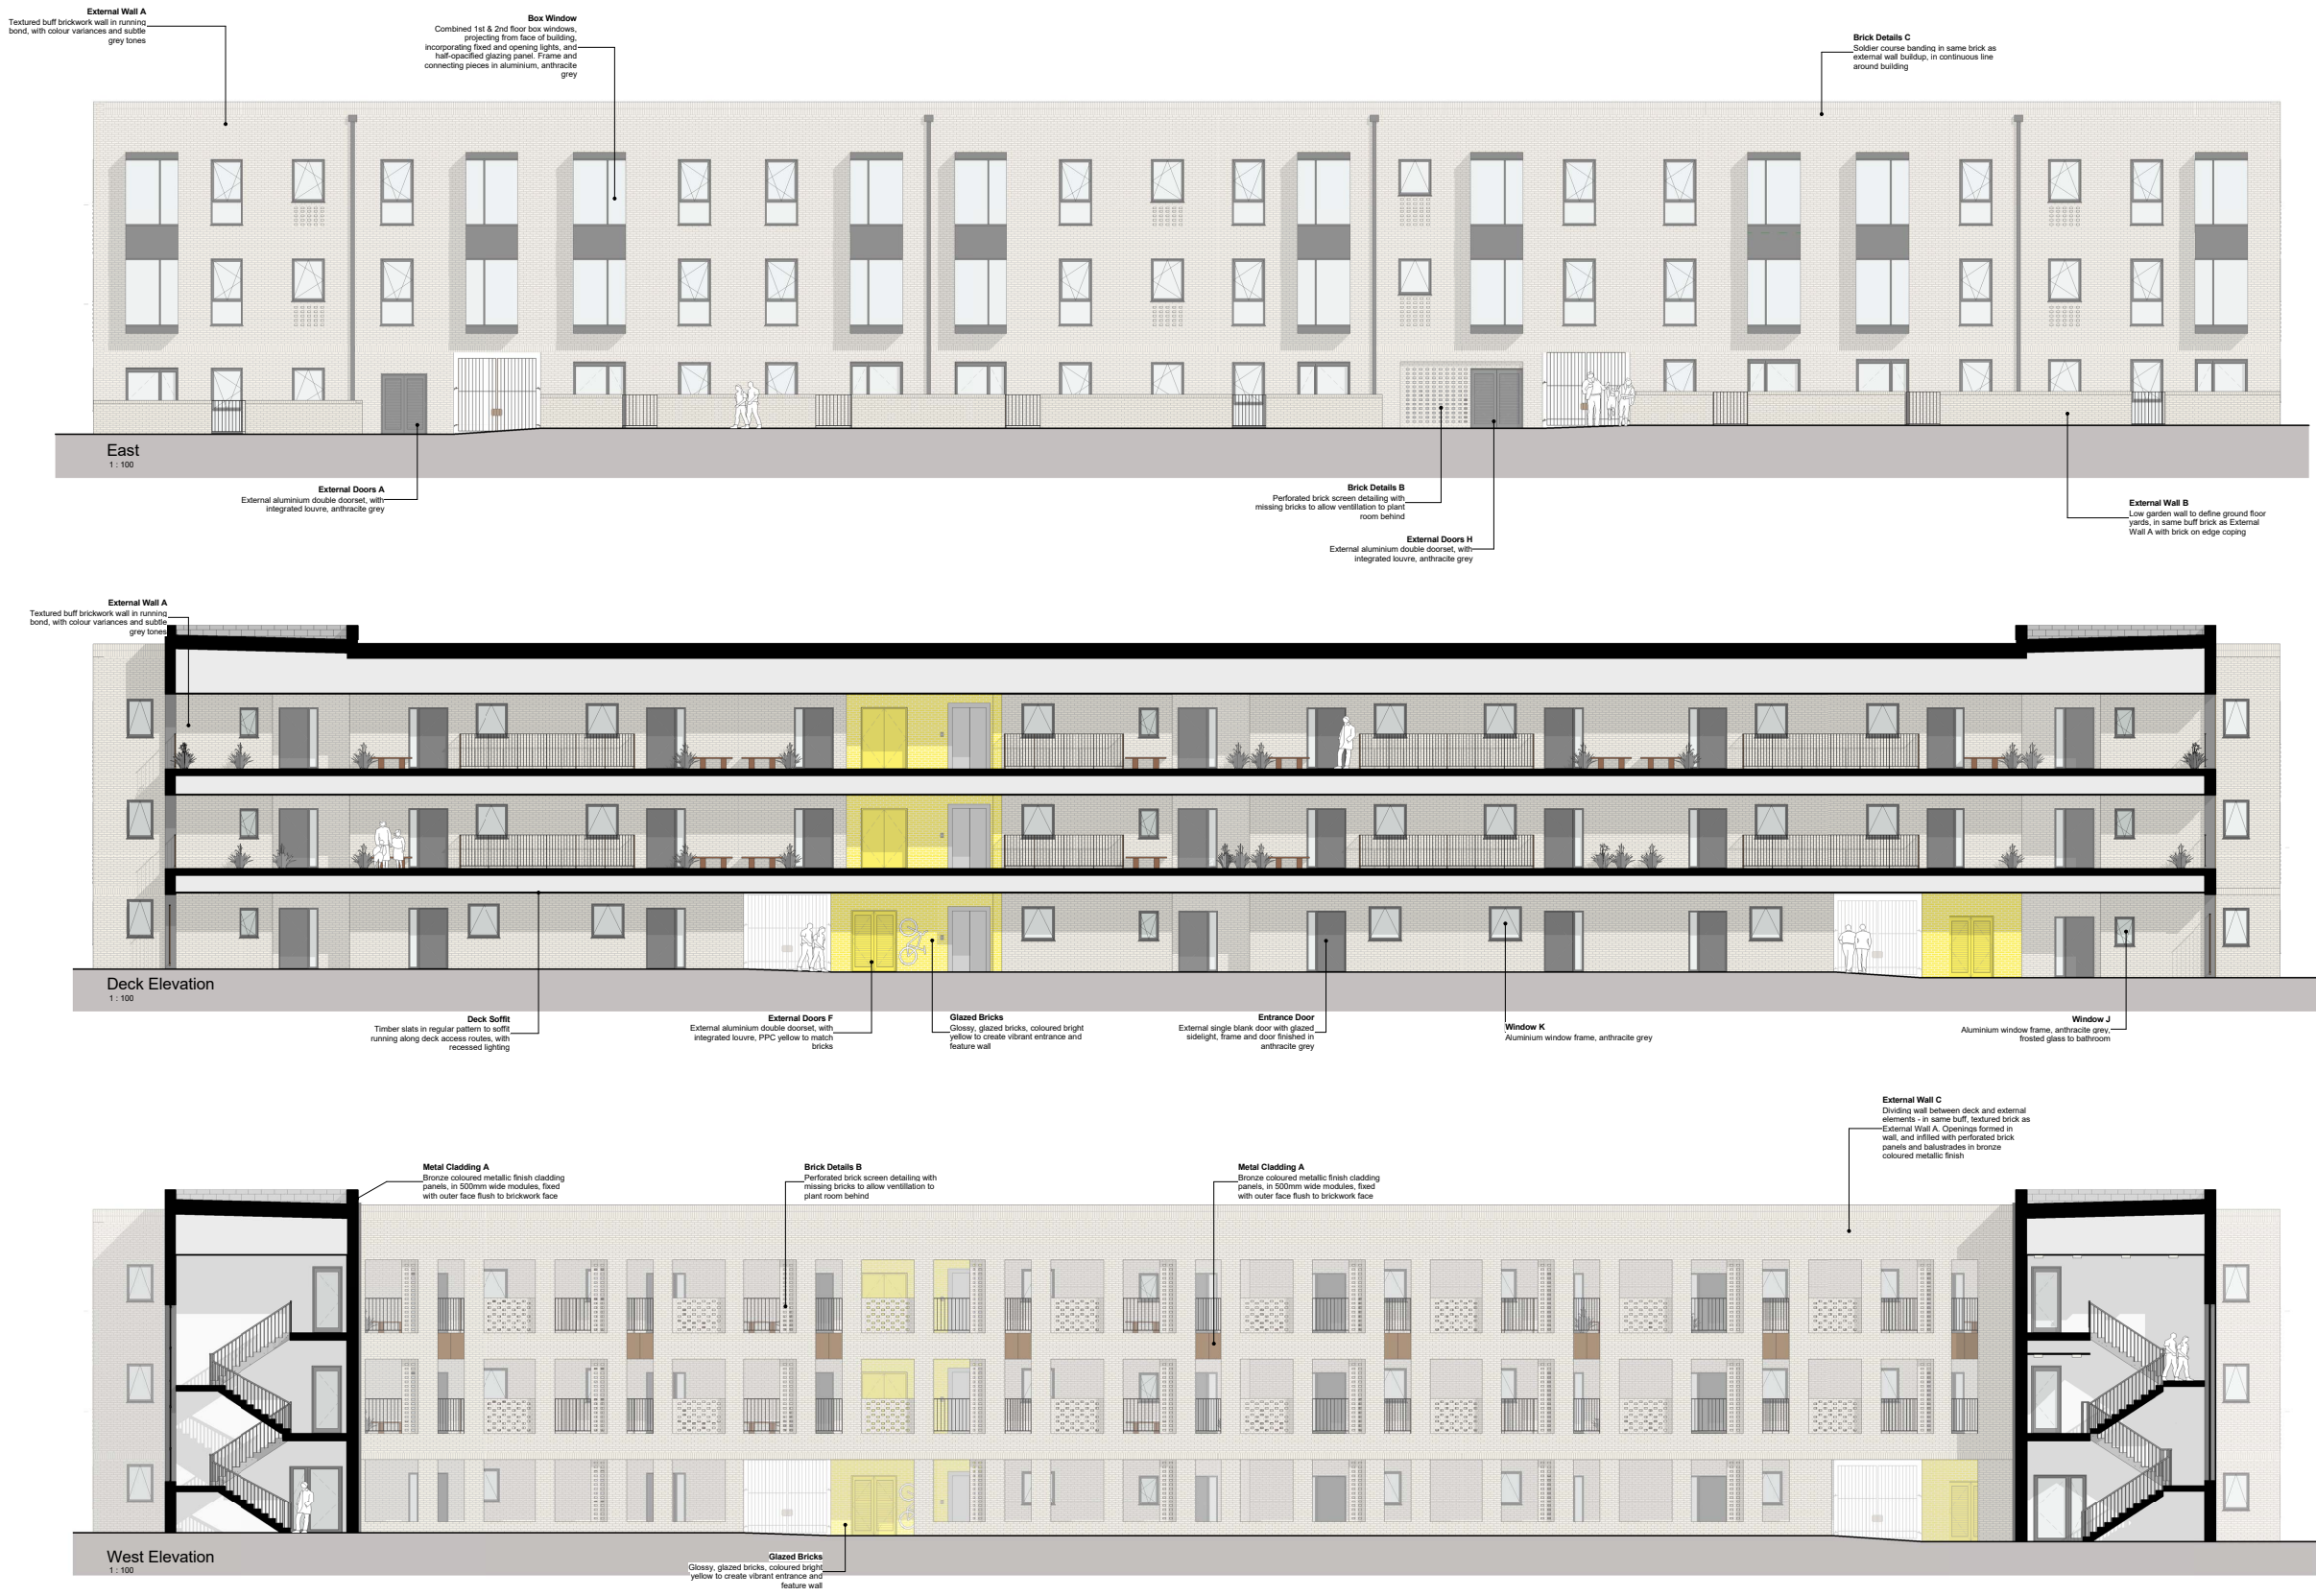 External Wall A
Textured buff brickwork wall in running
bond, with colour variances and subtle
grey tones
Box Window
Combined 1st & 2nd floor box windows,
projecting from face of building,
incorporating fixed and opening lights, and
half-opacified glazing panel. Frame and
connecting pieces in aluminium, anthracite
grey
Brick Details C
Soldier course banding in same brick as
external wall buildup, in continuous line
around building
East
1 : 100
External Doors A
External aluminium double doorset, with
integrated louvre, anthracite grey
Brick Details B
Perforated brick screen detailing with
missing bricks to allow ventillation to plant
room behind
External Doors H
External aluminium double doorset, with
integrated louvre, anthracite grey
External Wall B
Low garden wall to define ground floor
yards, in same buff brick as External
Wall A with brick on edge coping
External Wall A
Textured buff brickwork wall in running
bond, with colour variances and subtle
grey tones
Deck Elevation
1 : 100
Deck Soffit
Timber slats in regular pattern to soffit
running along deck access routes, with
recessed lighting
External Doors F
External aluminium double doorset, with
integrated louvre, PPC yellow to match
bricks
Glazed Bricks
Glossy, glazed bricks, coloured bright
yellow to create vibrant entrance and
feature wall
Entrance Door
External single blank door with glazed
sidelight, frame and door finished in
anthracite grey
Window K
Aluminium window frame, anthracite grey
Window J
Aluminium window frame, anthracite grey,
frosted glass to bathroom
External Wall C
Dividing wall between deck and external
elements - in same buff, textured brick as
External Wall A. Openings formed in
wall, and infilled with perforated brick
panels and balustrades in bronze
coloured metallic finish
Metal Cladding A
Bronze coloured metallic finish cladding
panels, in 500mm wide modules, fixed
with outer face flush to brickwork face
Brick Details B
Perforated brick screen detailing with
missing bricks to allow ventillation to
plant room behind
Metal Cladding A
Bronze coloured metallic finish cladding
panels, in 500mm wide modules, fixed
with outer face flush to brickwork face
West Elevation
1 : 100
Glazed Bricks
Glossy, glazed bricks, coloured bright
yellow to create vibrant entrance and
feature wall